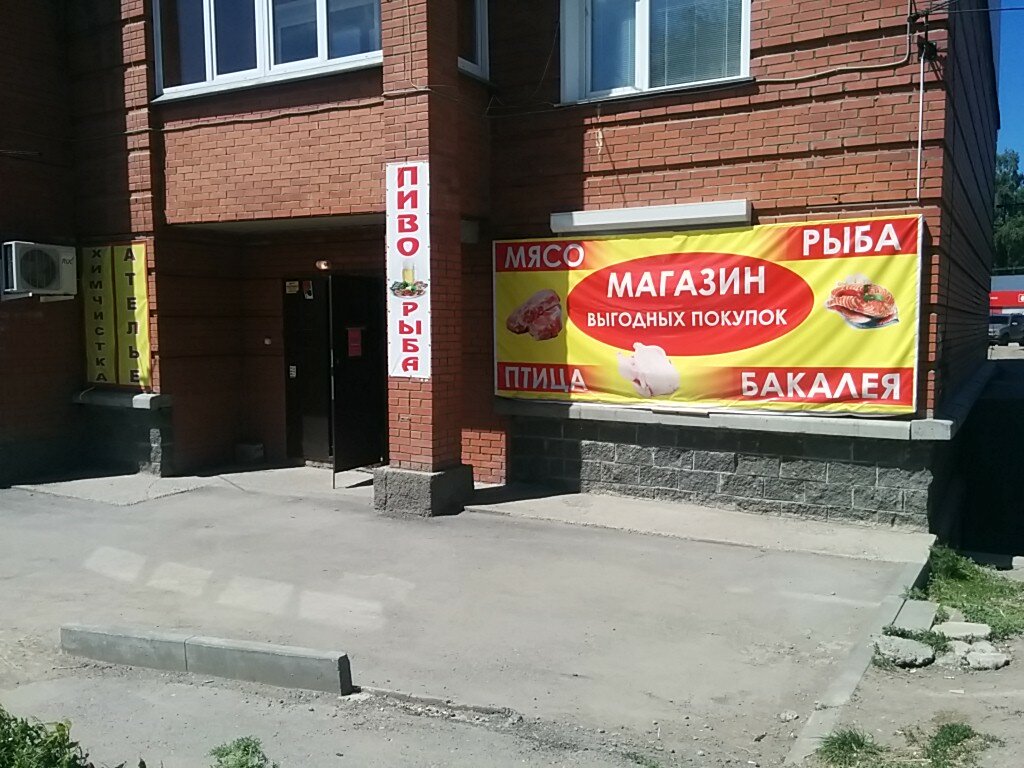 ХИМЧИСТКА
АТЕЛЬЕ
ПИВО
РЫБА
МЯСО
РЫБА
МАГАЗИН
ВЫГОДНЫХ ПОКУПОК
ПТИЦА
БАКАЛЕЯ